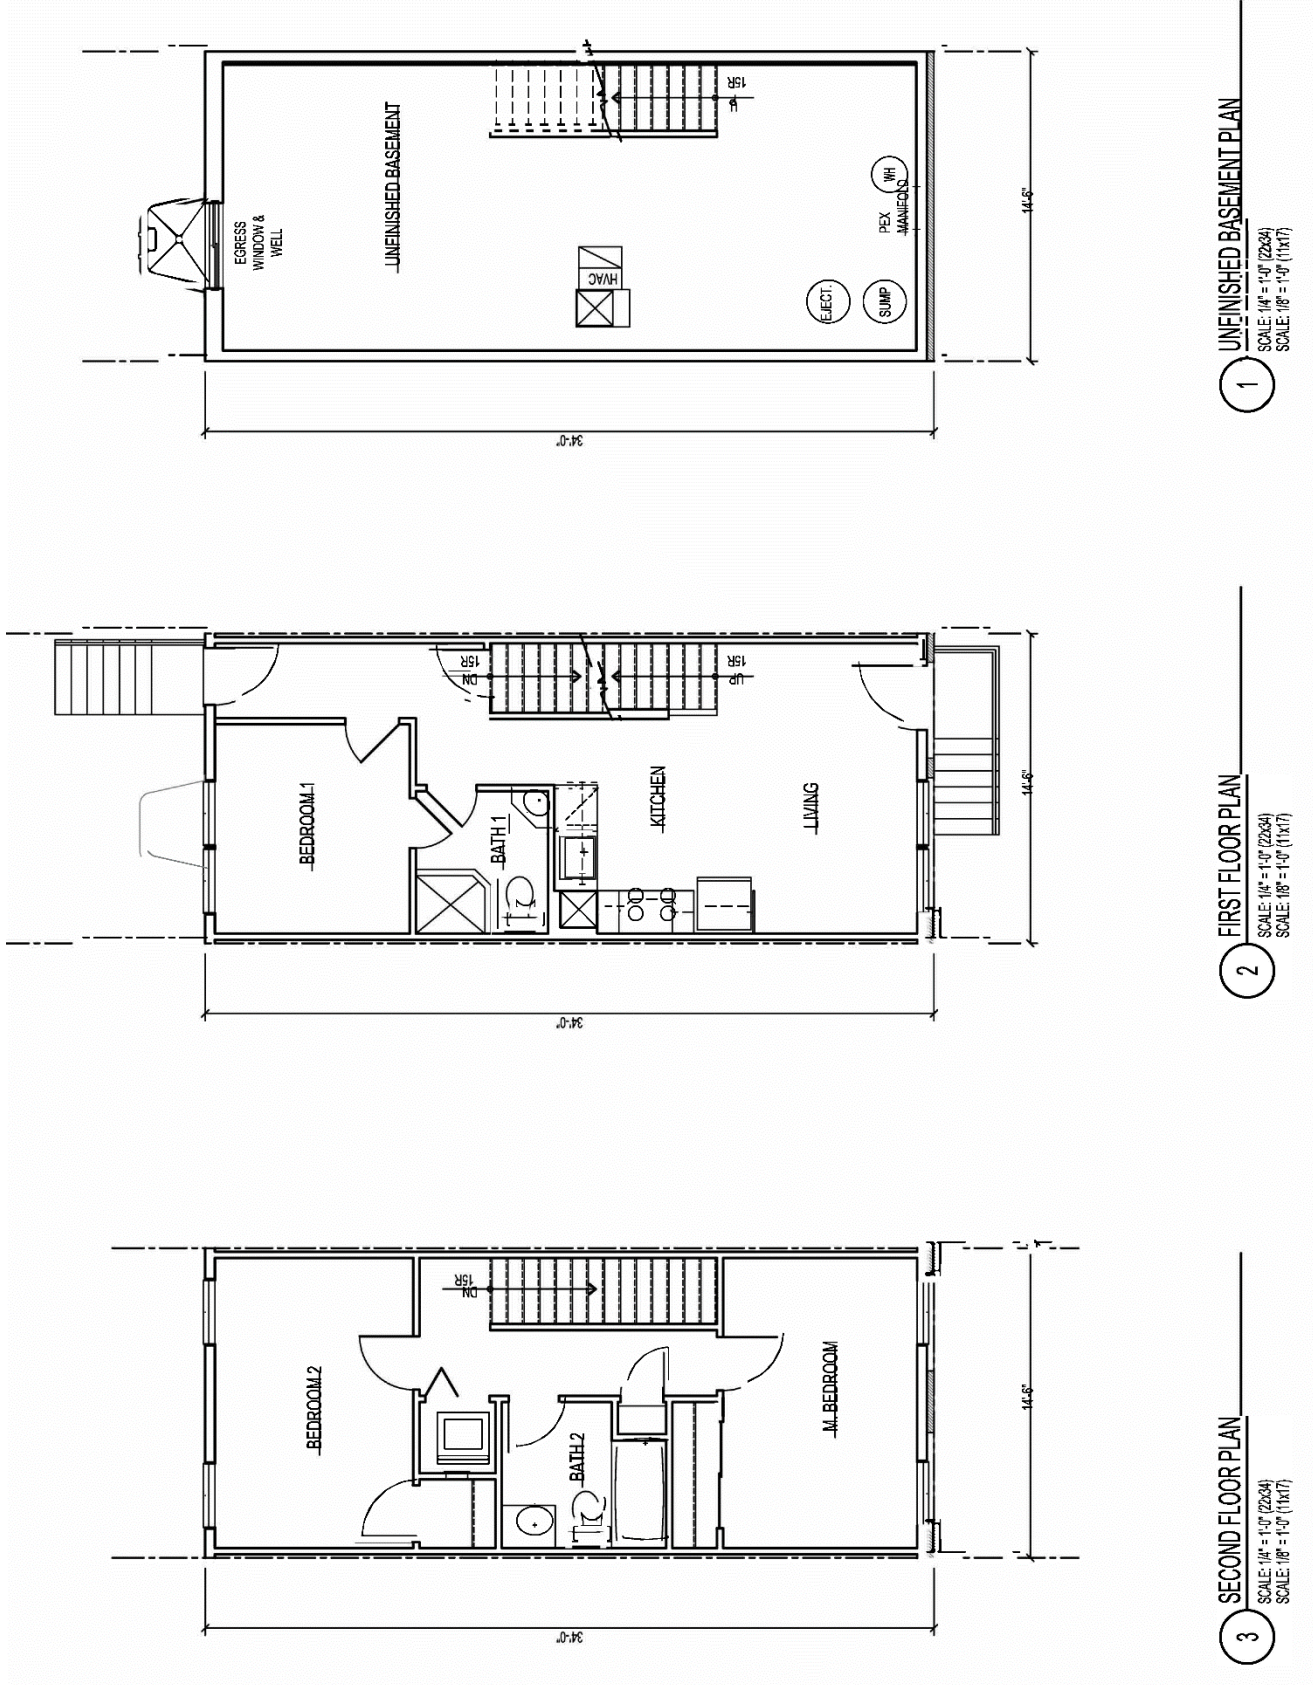 EGRESS
WINDOW &
WELL
UNFINISHED BASEMENT
15R
HVAC
WH
PEX
MANIFOLD
EJECT.
SUMP
14'-6"
34'-0"
1
UNFINISHED BASEMENT PLAN
SCALE: 1/4" = 1'-0" (22x34)
SCALE: 1/8" = 1'-0" (11x17)
BEDROOM 1
DN
15R
UP
15R
BATH 1
KITCHEN
LIVING
14'-6"
34'-0"
2
FIRST FLOOR PLAN
SCALE: 1/4" = 1'-0" (22x34)
SCALE: 1/8" = 1'-0" (11x17)
BEDROOM 2
DN
15R
BATH 2
M. BEDROOM
14'-6"
34'-0"
3
SECOND FLOOR PLAN
SCALE: 1/4" = 1'-0" (22x34)
SCALE: 1/8" = 1'-0" (11x17)